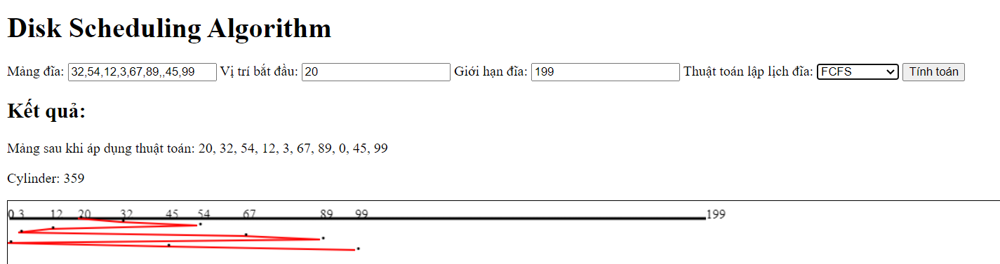 Disk Scheduling Algorithm
Mảng đĩa: 32,54,12,3,67,89,,45,99 Vị trí bắt đầu: 20 Giới hạn đĩa: 199 Thuật toán lập lịch đĩa: FCFS Tính toán
Kết quả:
Mảng sau khi áp dụng thuật toán: 20, 32, 54, 12, 3, 67, 89, 0, 45, 99
Cylinder: 359
0 3 12 20 32 45 54 67 89 99 199